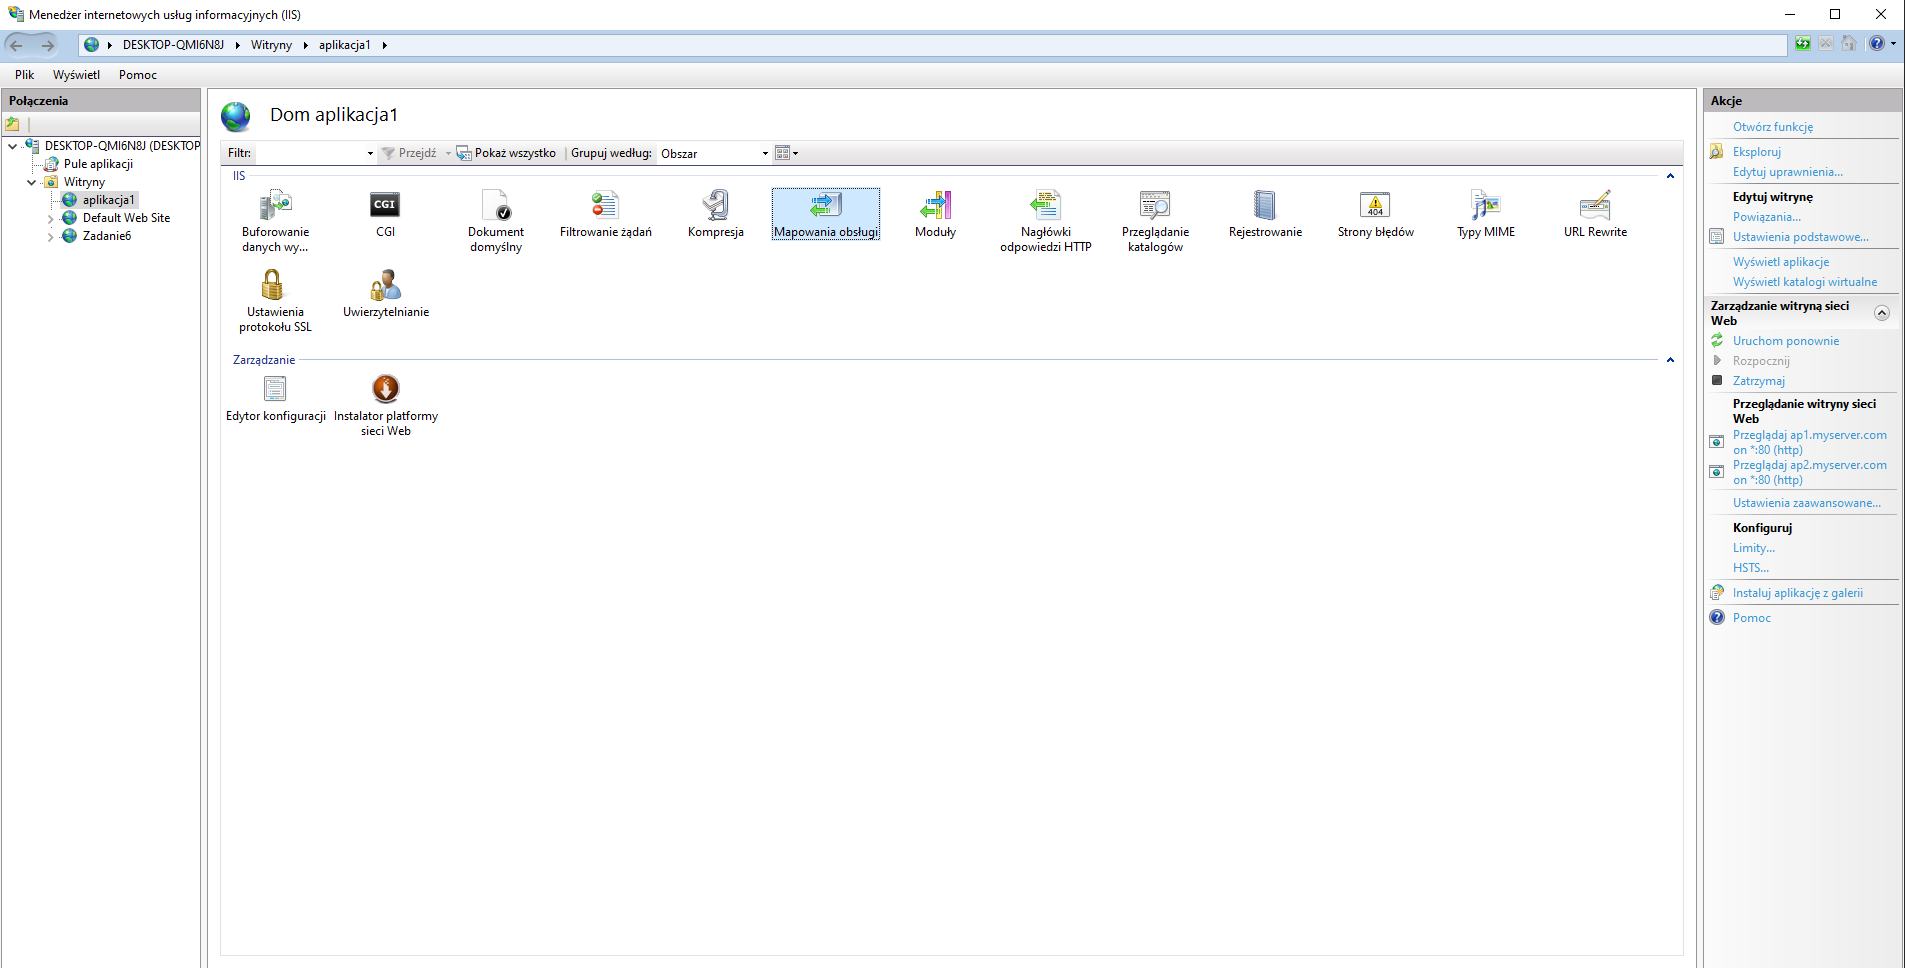 Menedżer internetowych usług informacyjnych (IIS)
DESKTOP-QMI6N8J
Witryny
aplikacja1
Plik
Wyświetl
Pomoc
Połączenia
DESKTOP-QMI6N8J (DESKTOP
Pule aplikacji
Witryny
aplikacja1
Default Web Site
Zadanie6
Dom aplikacja1
Filtr:
Przejdź
Pokaż wszystko
Grupuj według:
Obszar
IIS
Buforowanie
danych wy...
CGI
CGI
Dokument
domyślny
Filtrowanie żądań
Kompresja
Mapowania obsługi
Moduły
Nagłówki
odpowiedzi HTTP
Przeglądanie
katalogów
Rejestrowanie
404
Strony błędów
Typy MIME
URL Rewrite
Ustawienia
protokołu SSL
Uwierzytelnianie
Zarządzanie
Edytor konfiguracji
Instalator platformy
sieci Web
Akcje
Otwórz funkcję
Eksploruj
Edytuj uprawnienia...
Edytuj witrynę
Powiązania...
Ustawienia podstawowe...
Wyświetl aplikacje
Wyświetl katalogi wirtualne
Zarządzanie witryną sieci
Web
Uruchom ponownie
Rozpocznij
Zatrzymaj
Przeglądanie witryny sieci
Web
Przeglądaj ap1.myserver.com
on *:80 (http)
Przeglądaj ap2.myserver.com
on *:80 (http)
Ustawienia zaawansowane...
Konfiguruj
Limity...
HSTS...
Instaluj aplikację z galerii
Pomoc